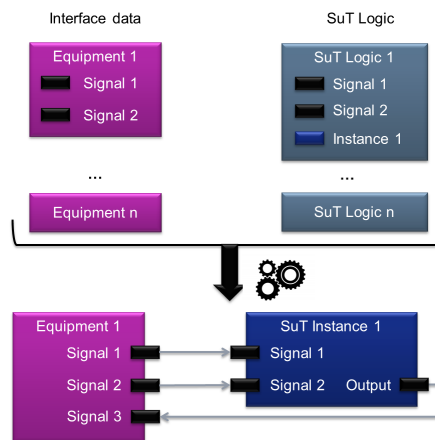 Interface data
SuT Logic
Equipment 1
Signal 1
Signal 2
SuT Logic 1
Signal 1
Signal 2
Instance 1
...
...
Equipment n
SuT Logic n
Equipment 1
Signal 1
Signal 2
Signal 3
SuT Instance 1
Signal 1
Signal 2 Output